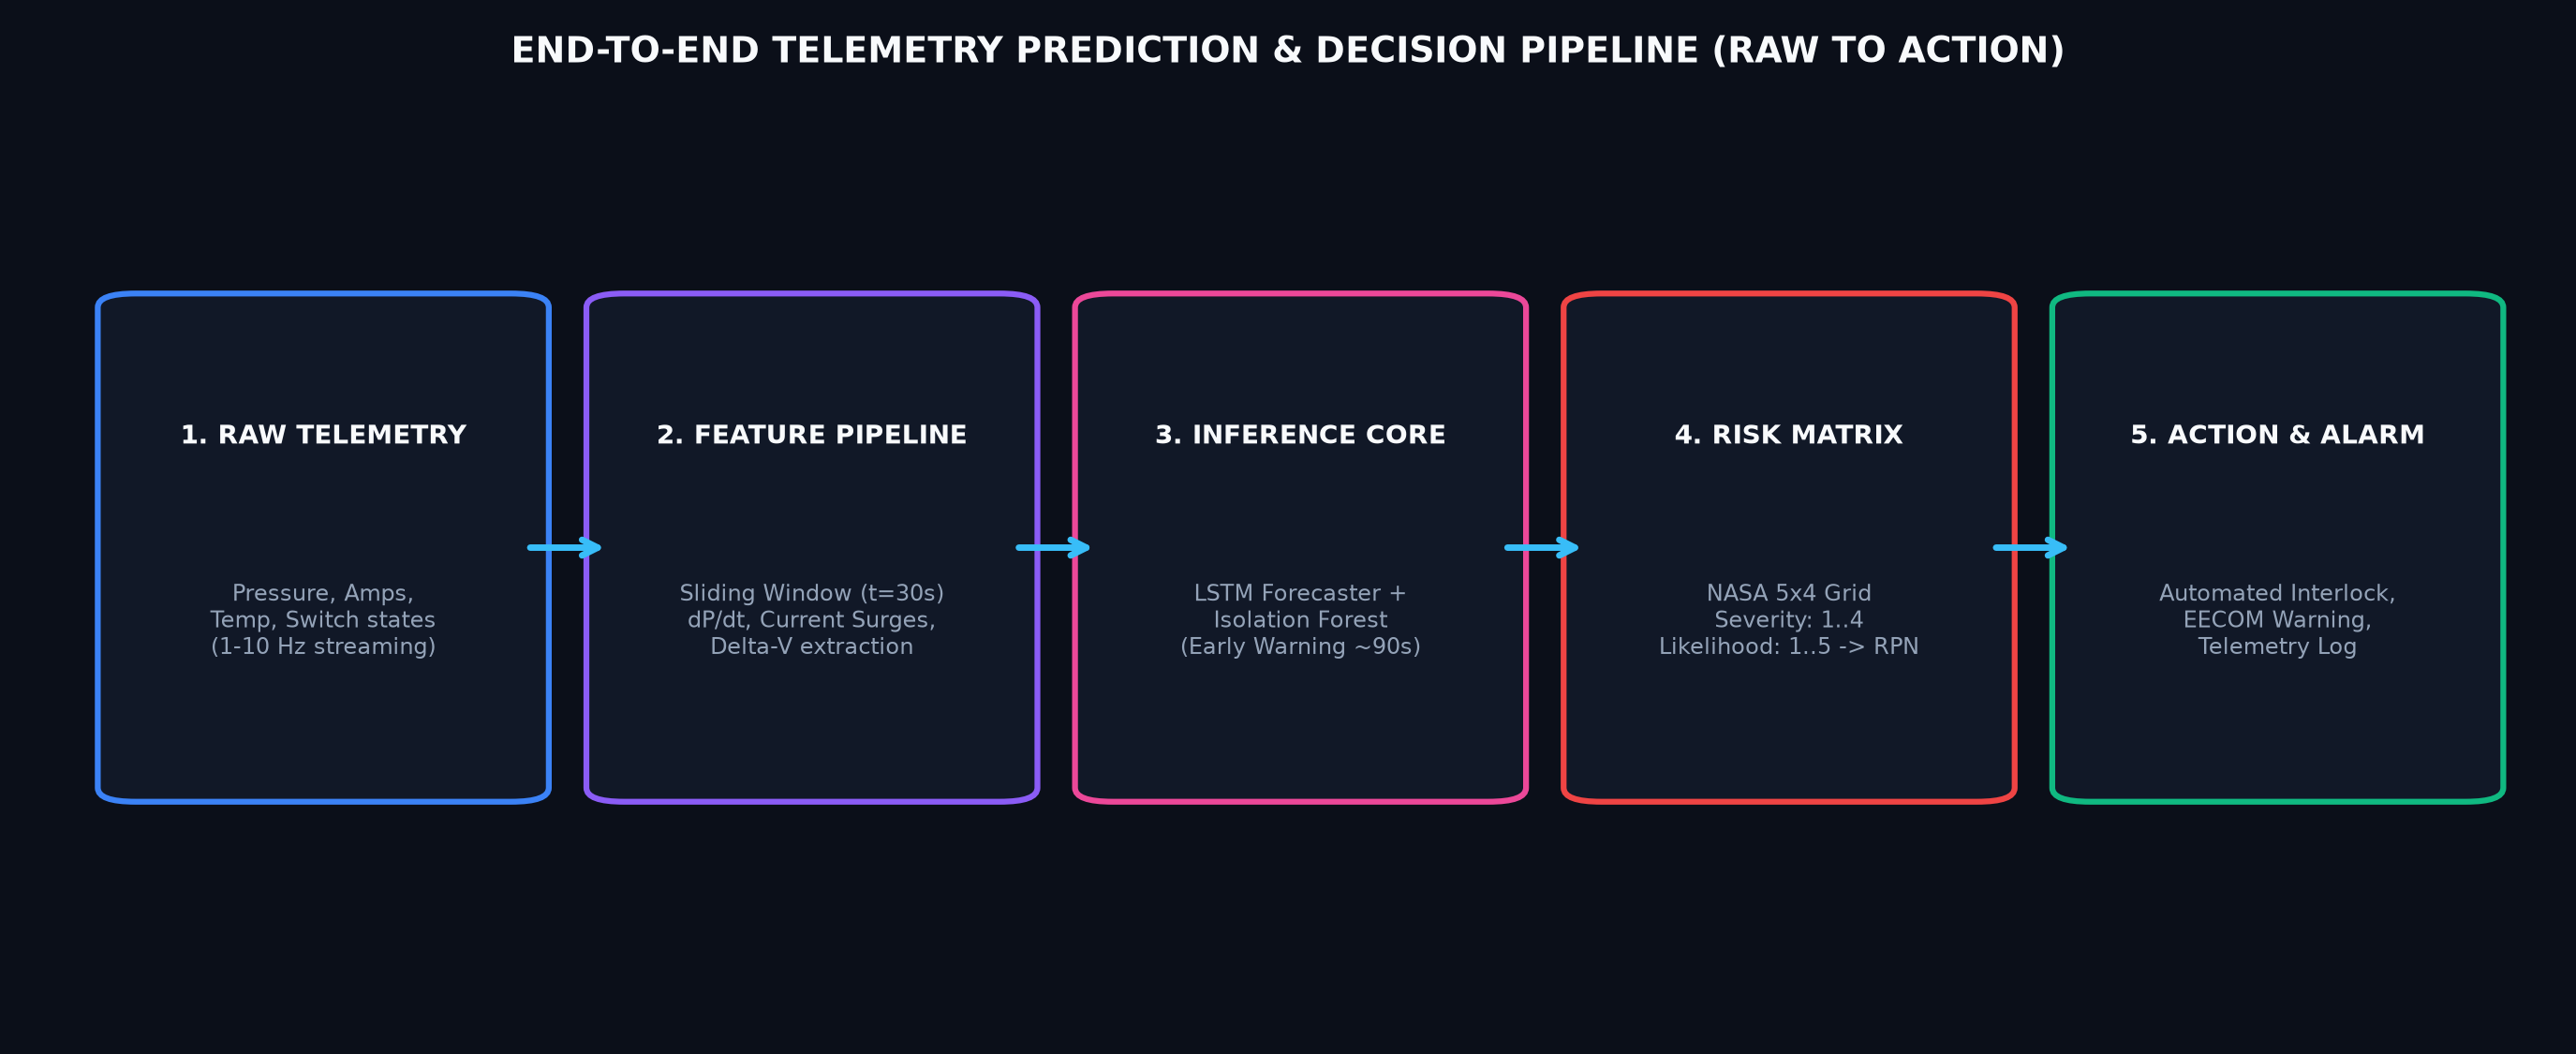 END-TO-END TELEMETRY PREDICTION & DECISION PIPELINE (RAW TO ACTION)
1. RAW TELEMETRY
Pressure, Amps,
Temp, Switch states
(1-10 Hz streaming)
2. FEATURE PIPELINE
Sliding Window (t=30s)
dP/dt, Current Surges,
Delta-V extraction
3. INFERENCE CORE
LSTM Forecaster +
Isolation Forest
(Early Warning ~90s)
4. RISK MATRIX
NASA 5x4 Grid
Severity: 1..4
Likelihood: 1..5 -> RPN
5. ACTION & ALARM
Automated Interlock,
EECOM Warning,
Telemetry Log